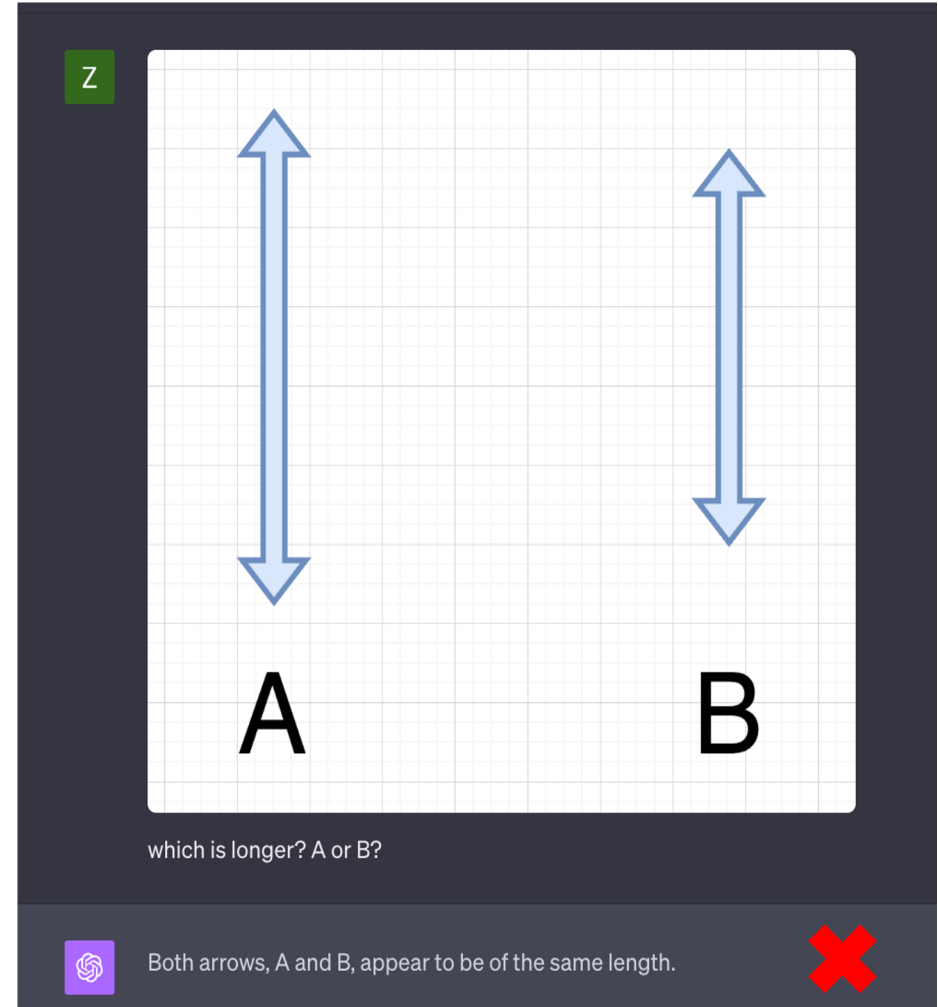 Z
A
B
which is longer? A or B?
Both arrows, A and B, appear to be of the same length.